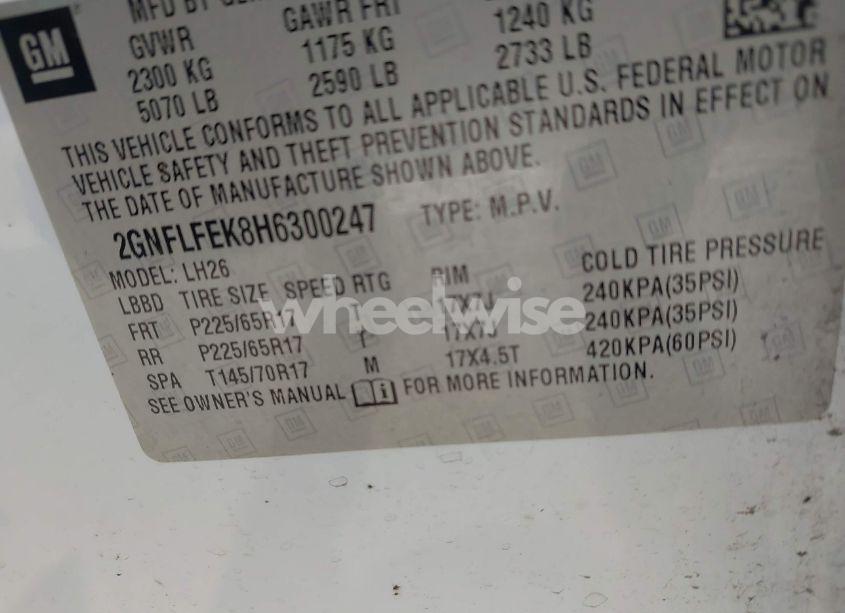 GM
MFD BY
GVWR GAWR FRT
2300 KG 1175 KG 1240 KG
5070 LB 2590 LB 2733 LB
THIS VEHICLE CONFORMS TO ALL APPLICABLE U.S. FEDERAL MOTOR
VEHICLE SAFETY AND THEFT PREVENTION STANDARDS IN EFFECT ON
THE DATE OF MANUFACTURE SHOWN ABOVE.
2GNFLFEK8H6300247 TYPE: M.P.V.
MODEL: LH26
LBBD TIRE SIZE SPEED RTG RIM COLD TIRE PRESSURE
FRT P225/65R17 T 17X7J 240KPA(35PSI)
RR P225/65R17 T 17X7J 240KPA(35PSI)
SPA T145/70R17 M 17X4.5T 420KPA(60PSI)
SEE OWNER'S MANUAL i FOR MORE INFORMATION.
wheelwise